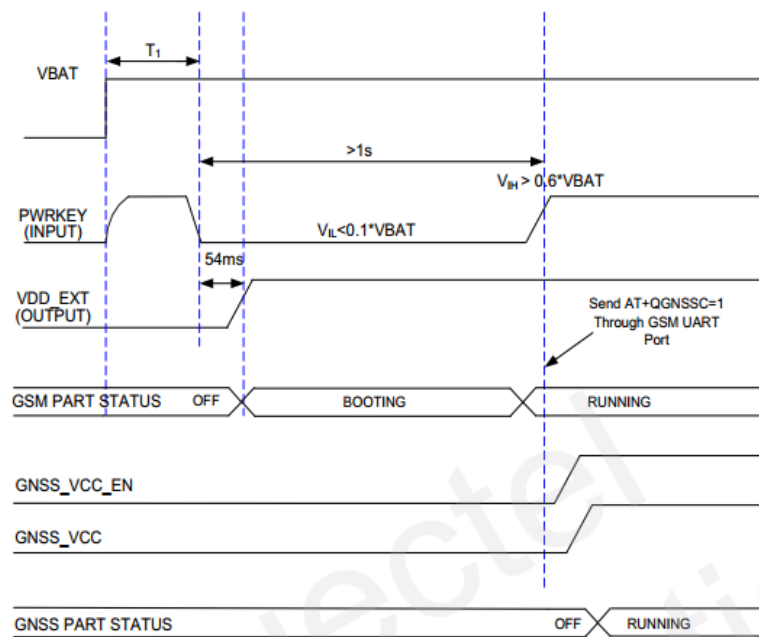 T1
VBAT
>1s
VIH > 0.6*VBAT
PWRKEY
(INPUT)
VIL<0.1*VBAT
54ms
VDD_EXT
(OUTPUT)
Send AT+QGNSSC=1
Through GSM UART
Port
GSM PART STATUS OFF BOOTING RUNNING
GNSS_VCC_EN
GNSS_VCC
GNSS PART STATUS OFF RUNNING